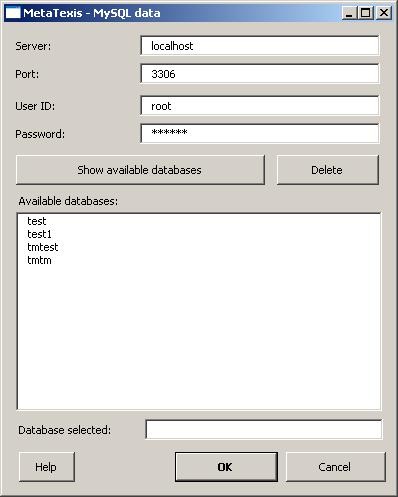 MetaTexis - MySQL data
Server: localhost
Port: 3306
User ID: root
Password: ******
Show available databases Delete
Available databases:
test
test1
tmtest
tmtm
Database selected:
Help OK Cancel